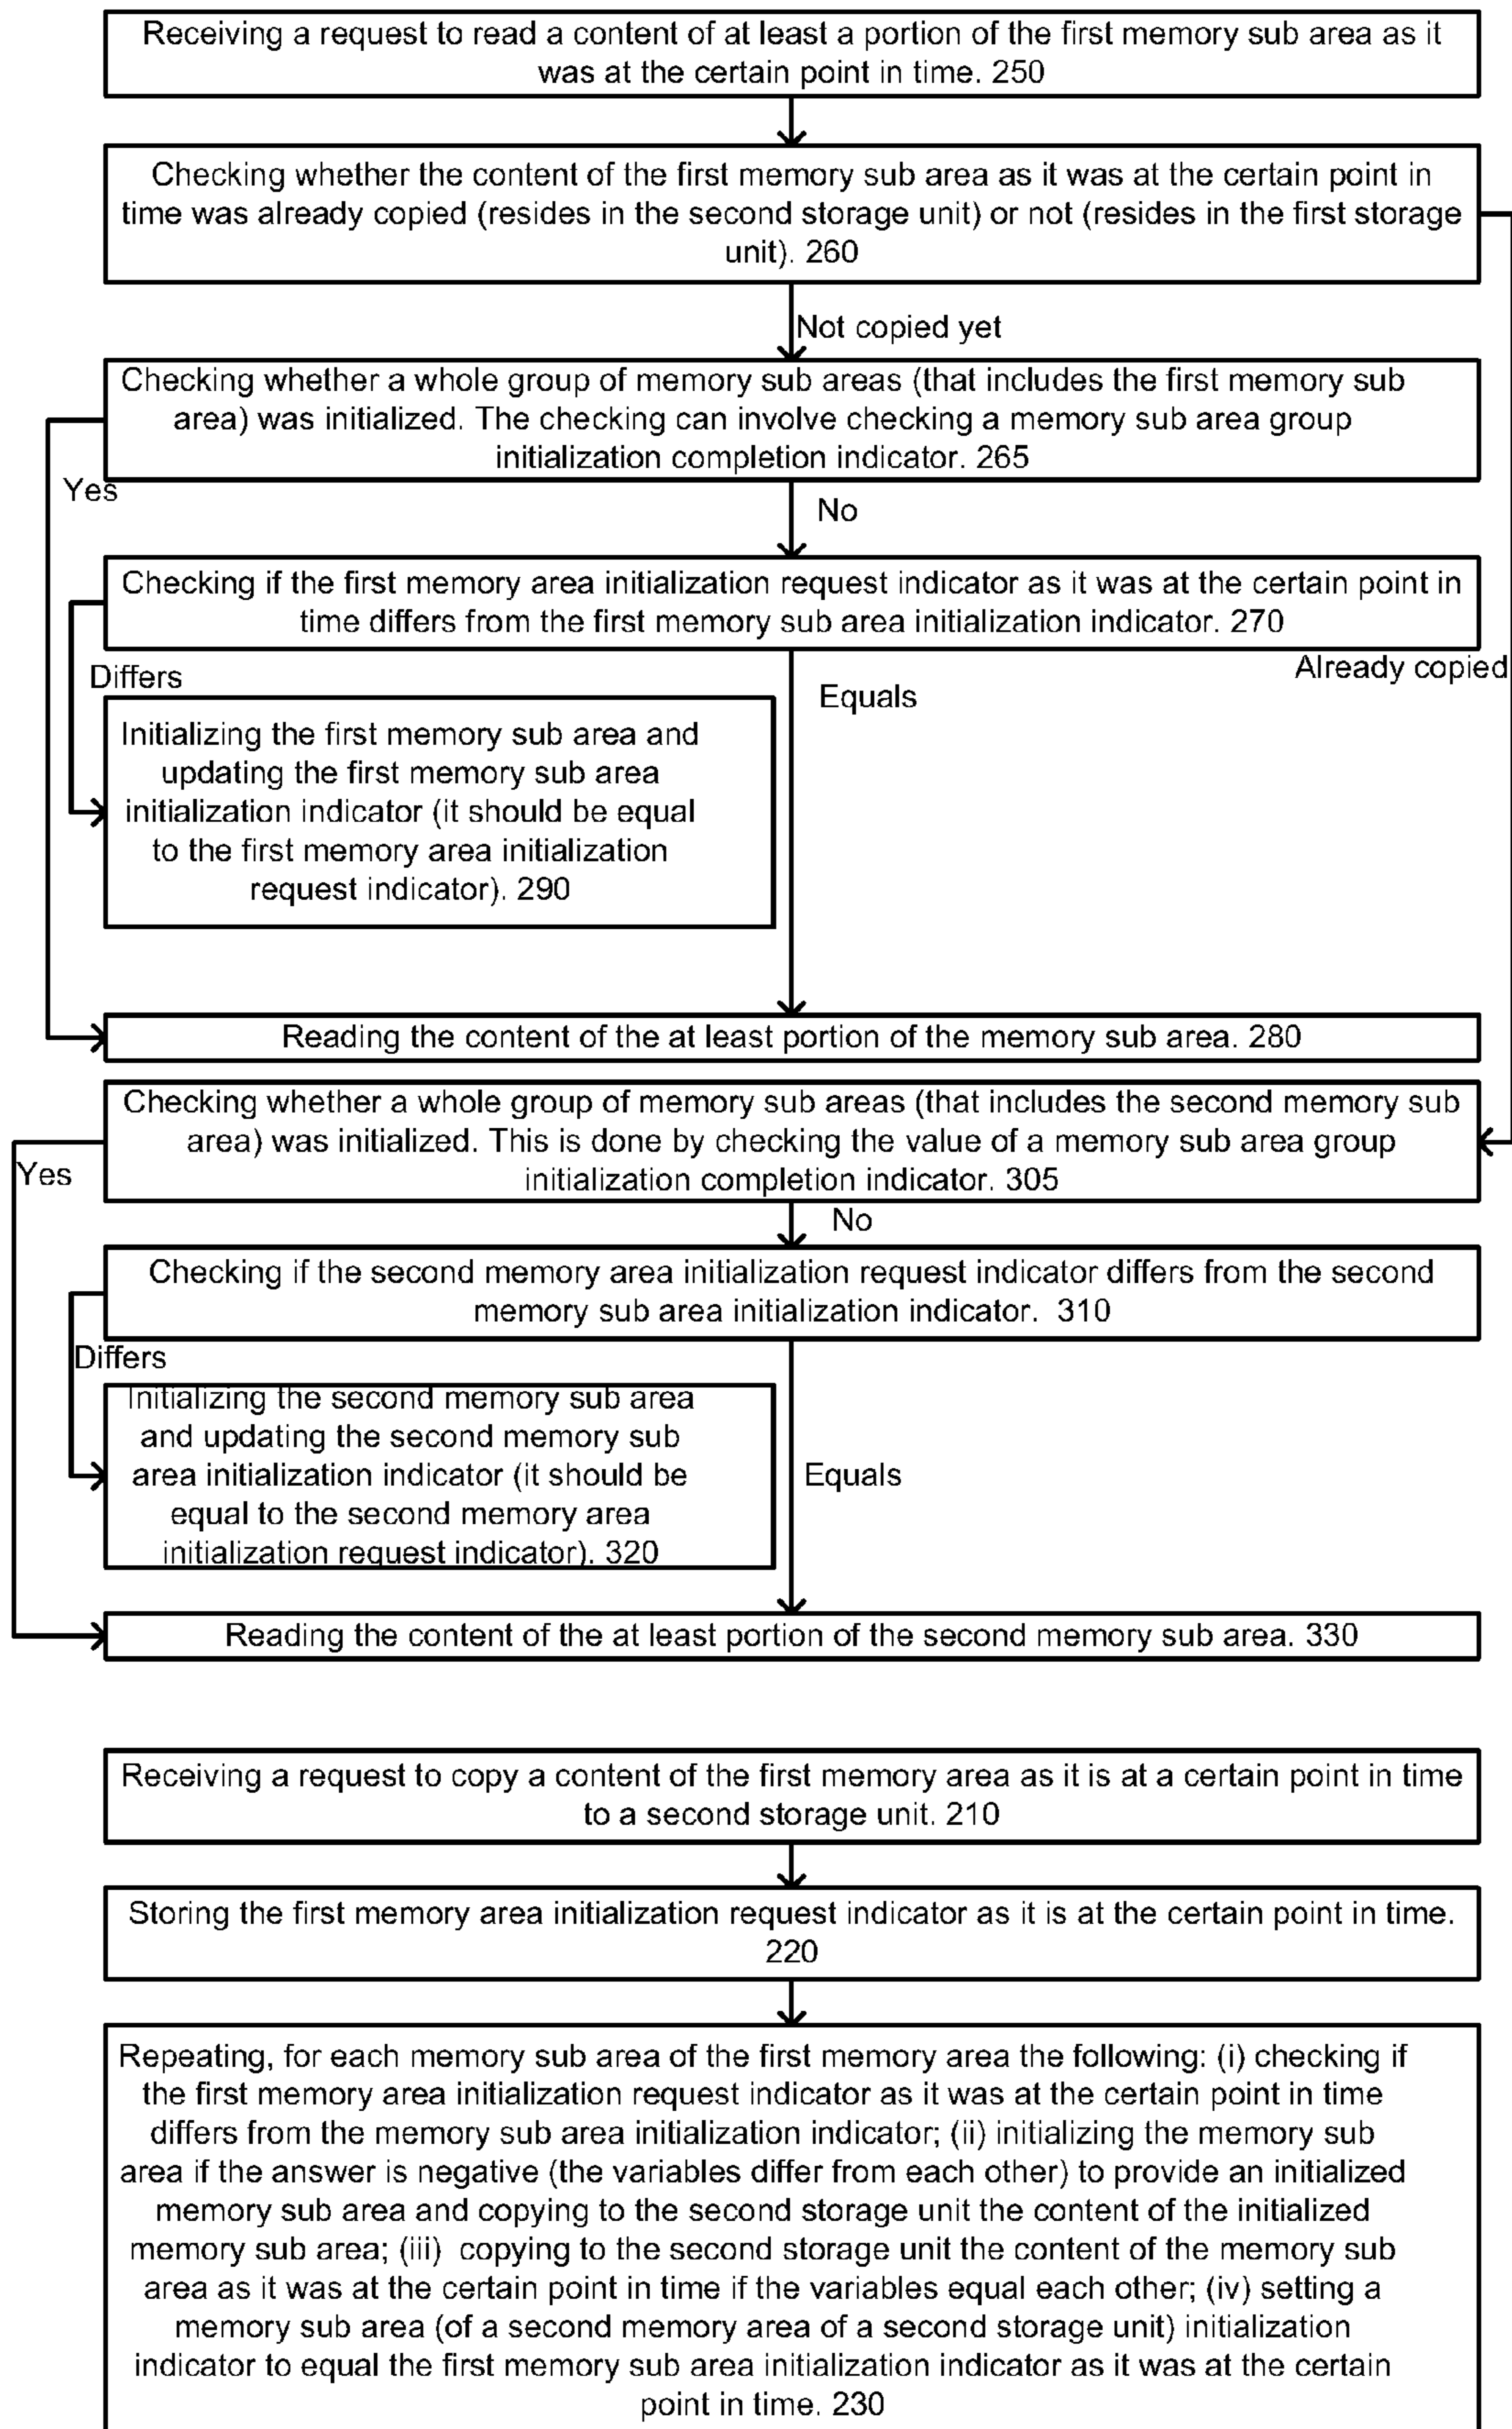 Receiving a request to read a content of at least a portion of the first memory sub area as it
was at the certain point in time. 250
Checking whether the content of the first memory sub area as it was at the certain point in
time was already copied (resides in the second storage unit) or not (resides in the first storage
unit). 260
Not copied yet
Checking whether a whole group of memory sub areas (that includes the first memory sub
area) was initialized. The checking can involve checking a memory sub area group
initialization completion indicator. 265
Yes
No
Checking if the first memory area initialization request indicator as it was at the certain point in
time differs from the first memory sub area initialization indicator. 270
Already copied
Differs
Equals
Initializing the first memory sub area and
updating the first memory sub area
initialization indicator (it should be equal
to the first memory area initialization
request indicator). 290
Reading the content of the at least portion of the memory sub area. 280
Checking whether a whole group of memory sub areas (that includes the second memory sub
area) was initialized. This is done by checking the value of a memory sub area group
initialization completion indicator. 305
Yes
No
Checking if the second memory area initialization request indicator differs from the second
memory sub area initialization indicator. 310
Differs
Initializing the second memory sub area
and updating the second memory sub
area initialization indicator (it should be
equal to the second memory area
initialization request indicator). 320
Equals
Reading the content of the at least portion of the second memory sub area. 330
Receiving a request to copy a content of the first memory area as it is at a certain point in time
to a second storage unit. 210
Storing the first memory area initialization request indicator as it is at the certain point in time.
220
Repeating, for each memory sub area of the first memory area the following: (i) checking if
the first memory area initialization request indicator as it was at the certain point in time
differs from the memory sub area initialization indicator; (ii) initializing the memory sub
area if the answer is negative (the variables differ from each other) to provide an initialized
memory sub area and copying to the second storage unit the content of the initialized
memory sub area; (iii) copying to the second storage unit the content of the memory sub
area as it was at the certain point in time if the variables equal each other; (iv) setting a
memory sub area (of a second memory area of a second storage unit) initialization
indicator to equal the first memory sub area initialization indicator as it was at the certain
point in time. 230